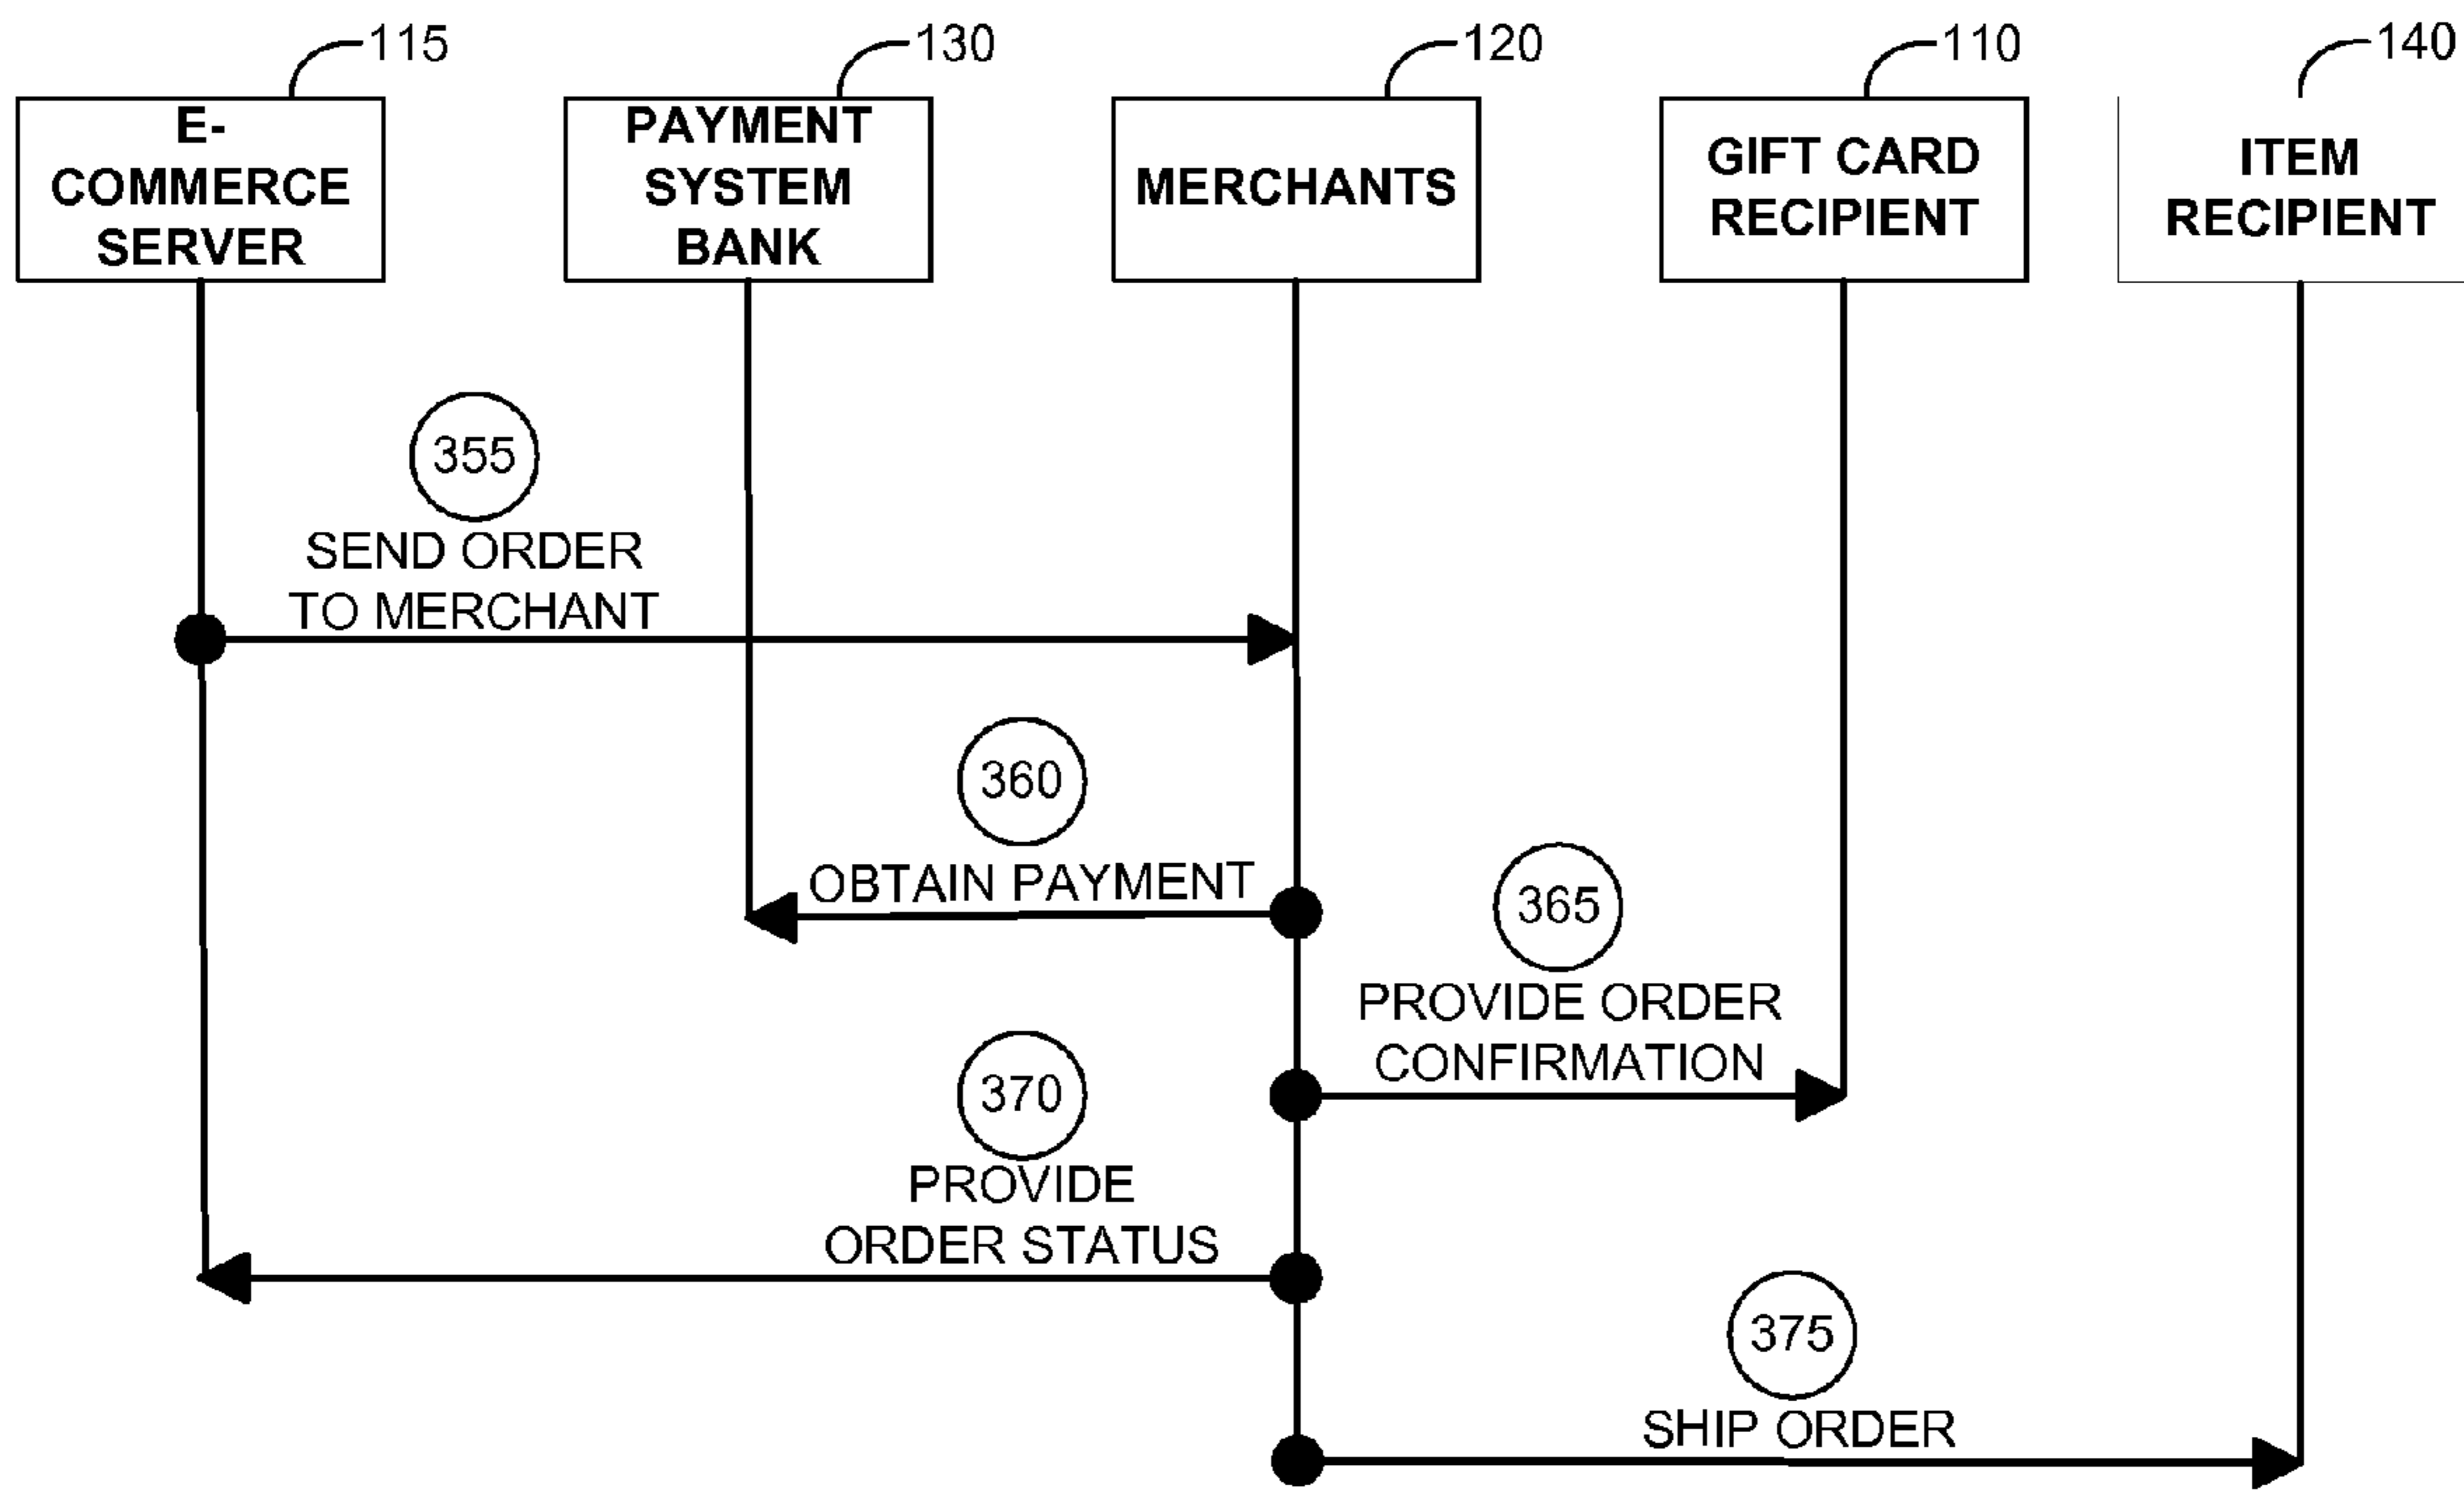 115
130
120
110
140
E-
COMMERCE
SERVER
PAYMENT
SYSTEM
BANK
MERCHANTS
GIFT CARD
RECIPIENT
ITEM
RECIPIENT
355
SEND ORDER
TO MERCHANT
360
OBTAIN PAYMENT
365
PROVIDE ORDER
CONFIRMATION
370
PROVIDE
ORDER STATUS
375
SHIP ORDER